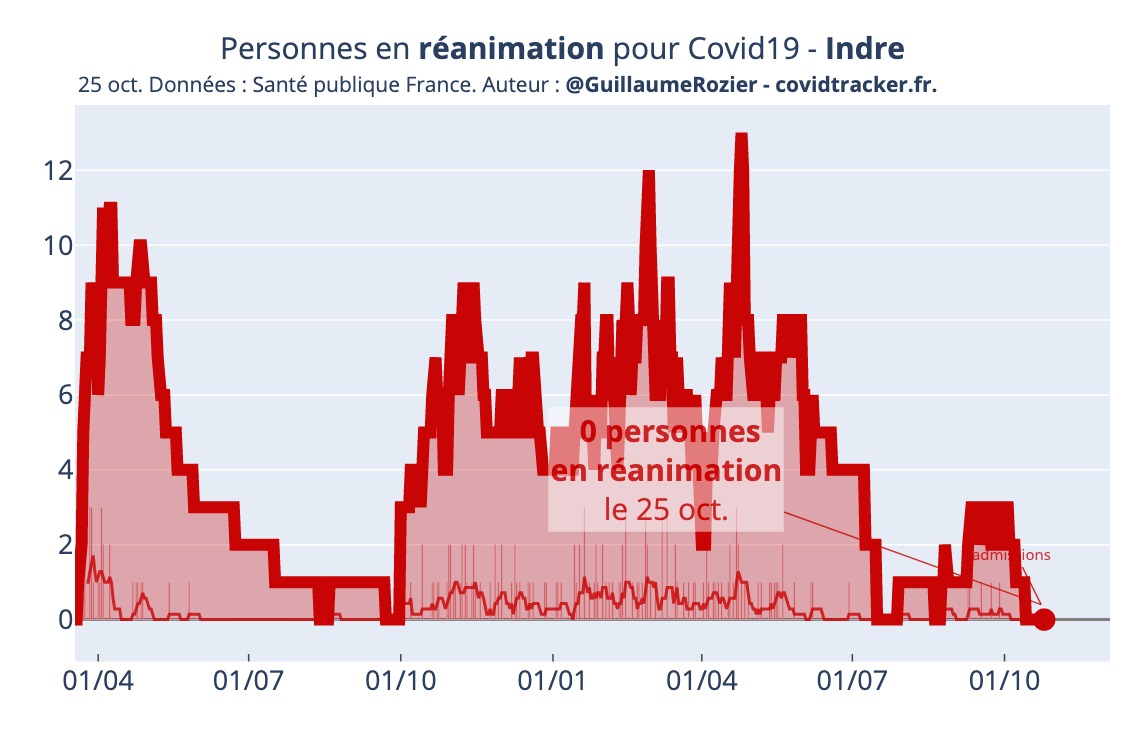 Personnes en réanimation pour Covid19 - Indre
25 oct. Données : Santé publique France. Auteur : @GuillaumeRozier - covidtracker.fr.
12
10
8
6
4
2
0
0 personnes
en réanimation
le 25 oct.
admissions
01/04 01/07 01/10 01/01 01/04 01/07 01/10